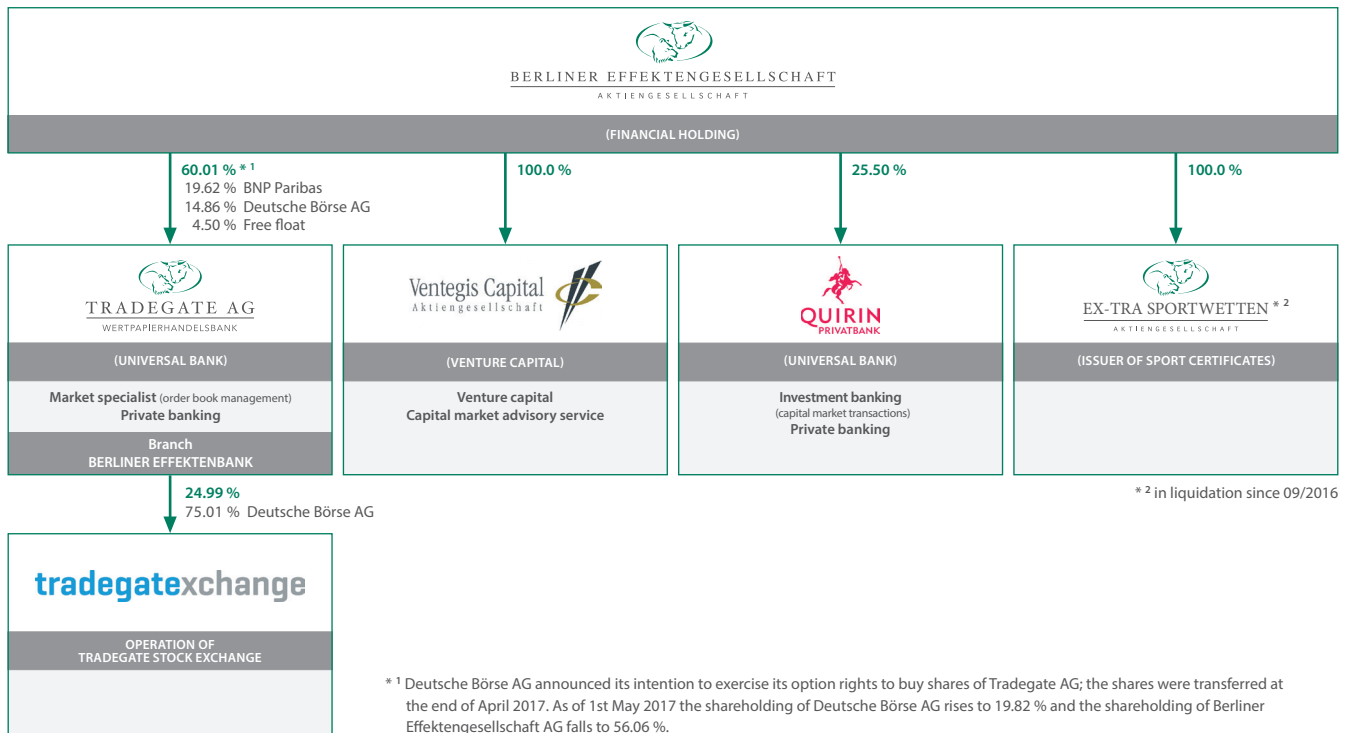 BERLINER EFFEKTENGESELLSCHAFT
AKTIENGESELLSCHAFT
(FINANCIAL HOLDING)
60.01 % * 1
19.62 % BNP Paribas
14.86 % Deutsche Börse AG
4.50 % Free float
100.0 %
25.50 %
100.0 %
TRADEGATE AG
WERTPAPIERHANDELSBANK
(UNIVERSAL BANK)
Market specialist (order book management)
Private banking
Branch
BERLINER EFFEKTENBANK
Ventegis Capital
Aktiengesellschaft
(VENTURE CAPITAL)
Venture capital
Capital market advisory service
QUIRIN
PRIVATBANK
(UNIVERSAL BANK)
Investment banking
(capital market transactions)
Private banking
EX-TRA SPORTWETTEN * 2
AKTIENGESELLSCHAFT
(ISSUER OF SPORT CERTIFICATES)
* 2 in liquidation since 09/2016
24.99 %
75.01 % Deutsche Börse AG
tradegatexchange
OPERATION OF
TRADEGATE STOCK EXCHANGE
* 1 Deutsche Börse AG announced its intention to exercise its option rights to buy shares of Tradegate AG; the shares were transferred at
the end of April 2017. As of 1st May 2017 the shareholding of Deutsche Börse AG rises to 19.82 % and the shareholding of Berliner
Effektengesellschaft AG falls to 56.06 %.